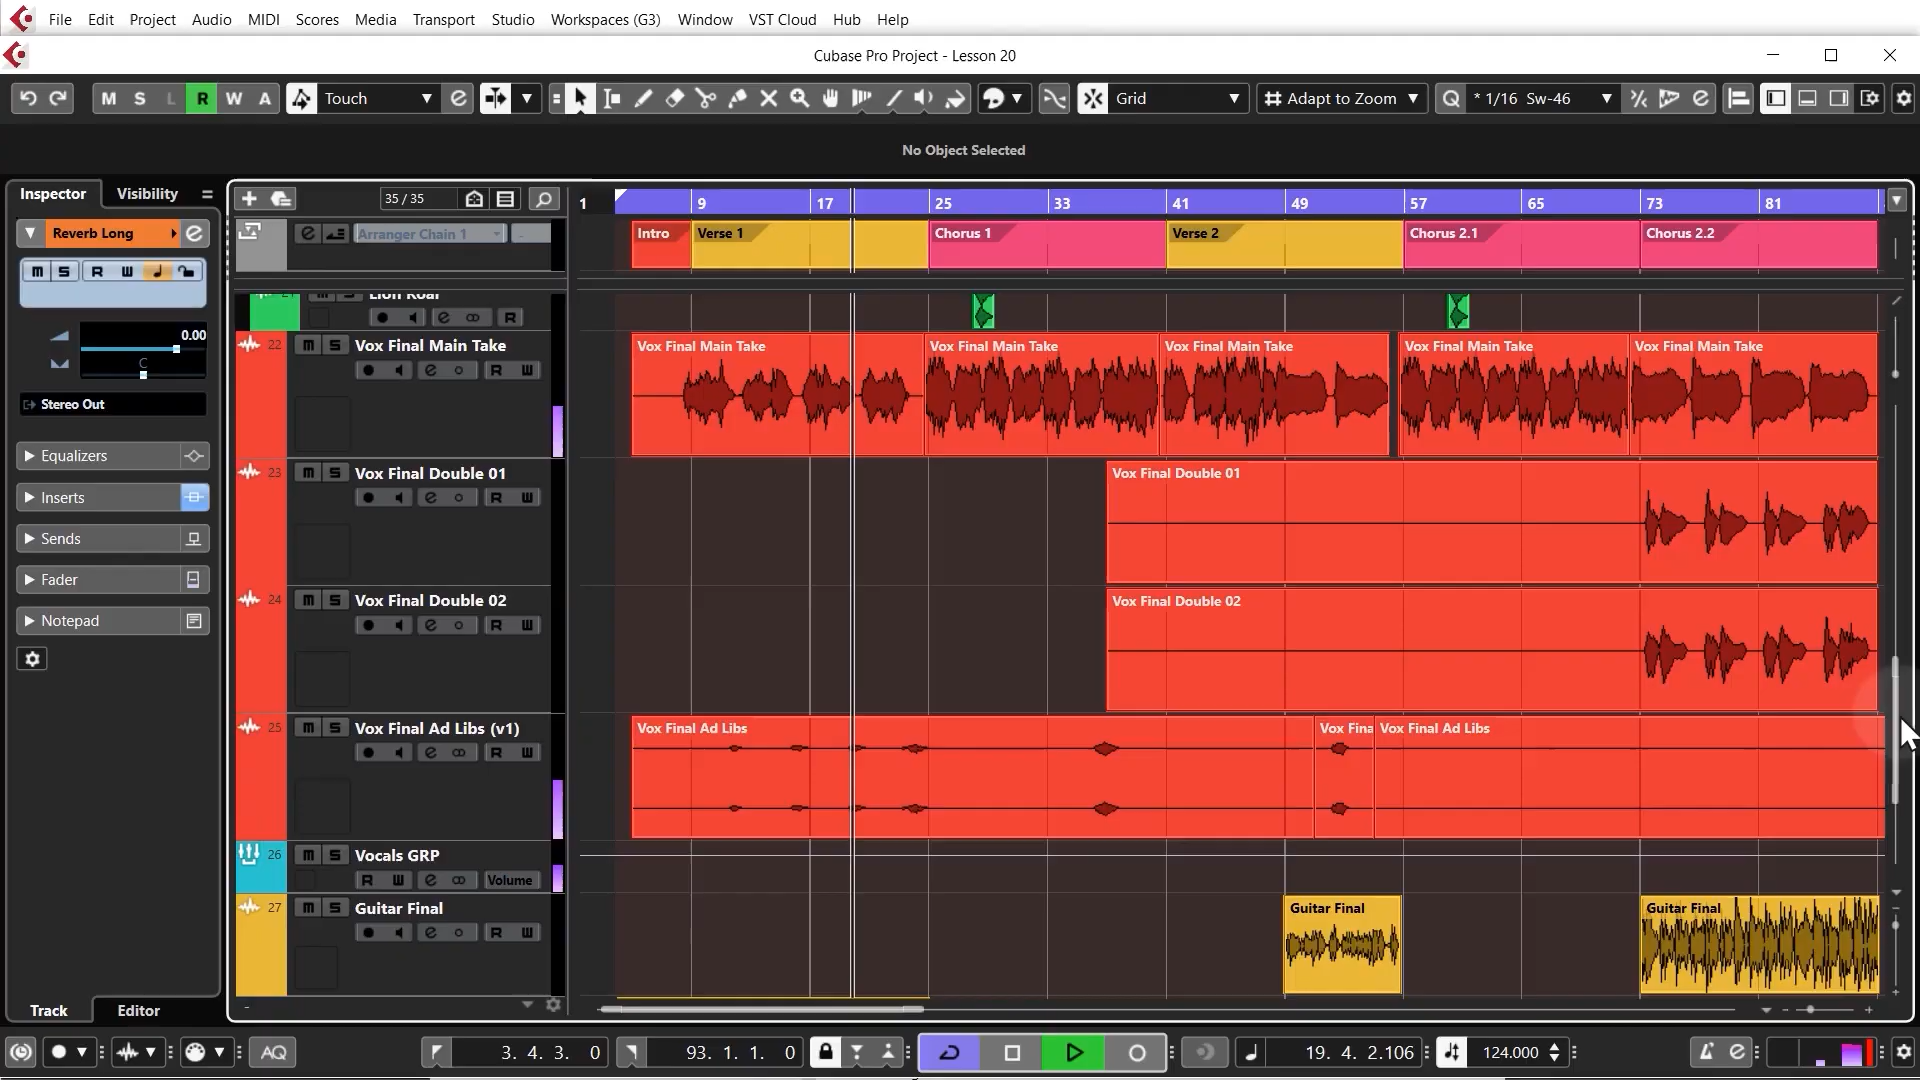 File Edit Project Audio MIDI Scores Media Transport Studio Workspaces (G3) Window VST Cloud Hub Help
Cubase Pro Project - Lesson 20
M S L R W A Touch Grid Adapt to Zoom Q * 1/16 Sw-46
No Object Selected
Inspector Visibility 35 / 35 1 9 17 25 33 41 49 57 65 73 81
Reverb Long Arranger Chain 1 Intro Verse 1 Chorus 1 Verse 2 Chorus 2.1 Chorus 2.2
M S R W
21 M S Lion Roar
R
0.00
C
Stereo Out
22 M S Vox Final Main Take
R W
Vox Final Main Take Vox Final Main Take Vox Final Main Take Vox Final Main Take Vox Final Main Take
Equalizers
Inserts
Sends
Fader
Notepad
23 M S Vox Final Double 01
R W
Vox Final Double 01
24 M S Vox Final Double 02
R W
Vox Final Double 02
25 M S Vox Final Ad Libs (v1)
R W
Vox Final Ad Libs Vox Fina Vox Final Ad Libs
26 M S Vocals GRP
R W Volume
27 M S Guitar Final
R W
Guitar Final Guitar Final
Track Editor
AQ 3. 4. 3. 0 93. 1. 1. 0 19. 4. 2.106 124.000